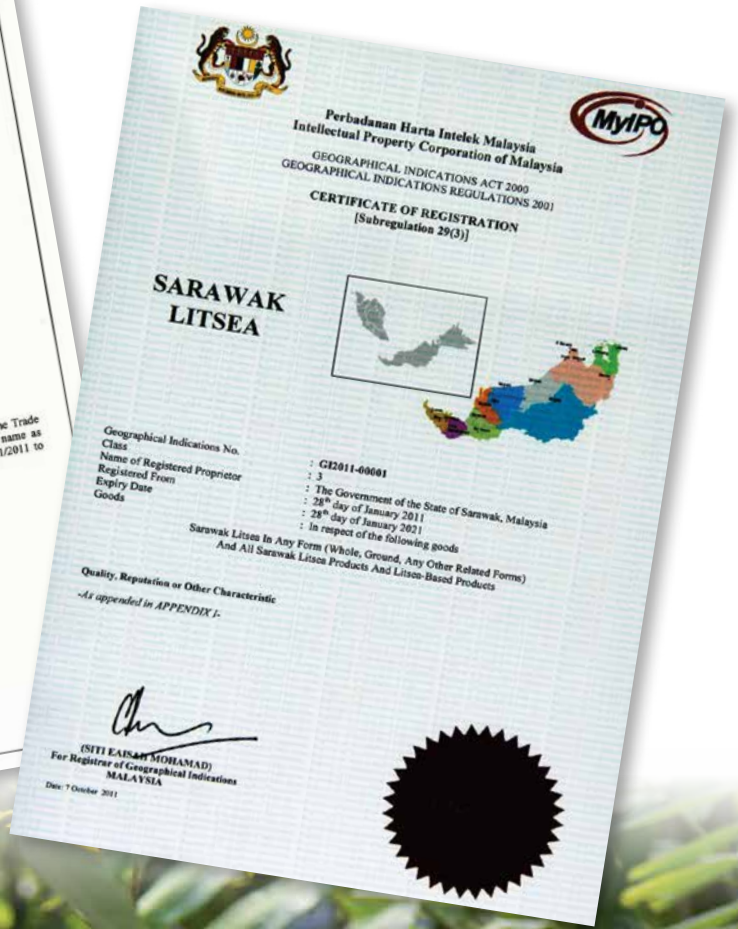 MyIPO
Perbadanan Harta Intelek Malaysia
Intellectual Property Corporation of Malaysia
GEOGRAPHICAL INDICATIONS ACT 2000
GEOGRAPHICAL INDICATIONS REGULATIONS 2001
CERTIFICATE OF REGISTRATION
[Subregulation 29(3)]
SARAWAK
LITSEA
Trade
name as
/2011 to
Geographical Indications No. : GI2011-00001
Class : 3
Name of Registered Proprietor : The Government of the State of Sarawak, Malaysia
Registered From : 28th day of January 2011
Expiry Date : 28th day of January 2021
Goods : In respect of the following goods
Sarawak Litsea In Any Form (Whole, Ground, Any Other Related Forms)
And All Sarawak Litsea Products And Litsea-Based Products
Quality, Reputation or Other Characteristic
-As appended in APPENDIX I-
(SITI EAISAH MOHAMAD)
For Registrar of Geographical Indications
MALAYSIA
Date: 7 October 2011